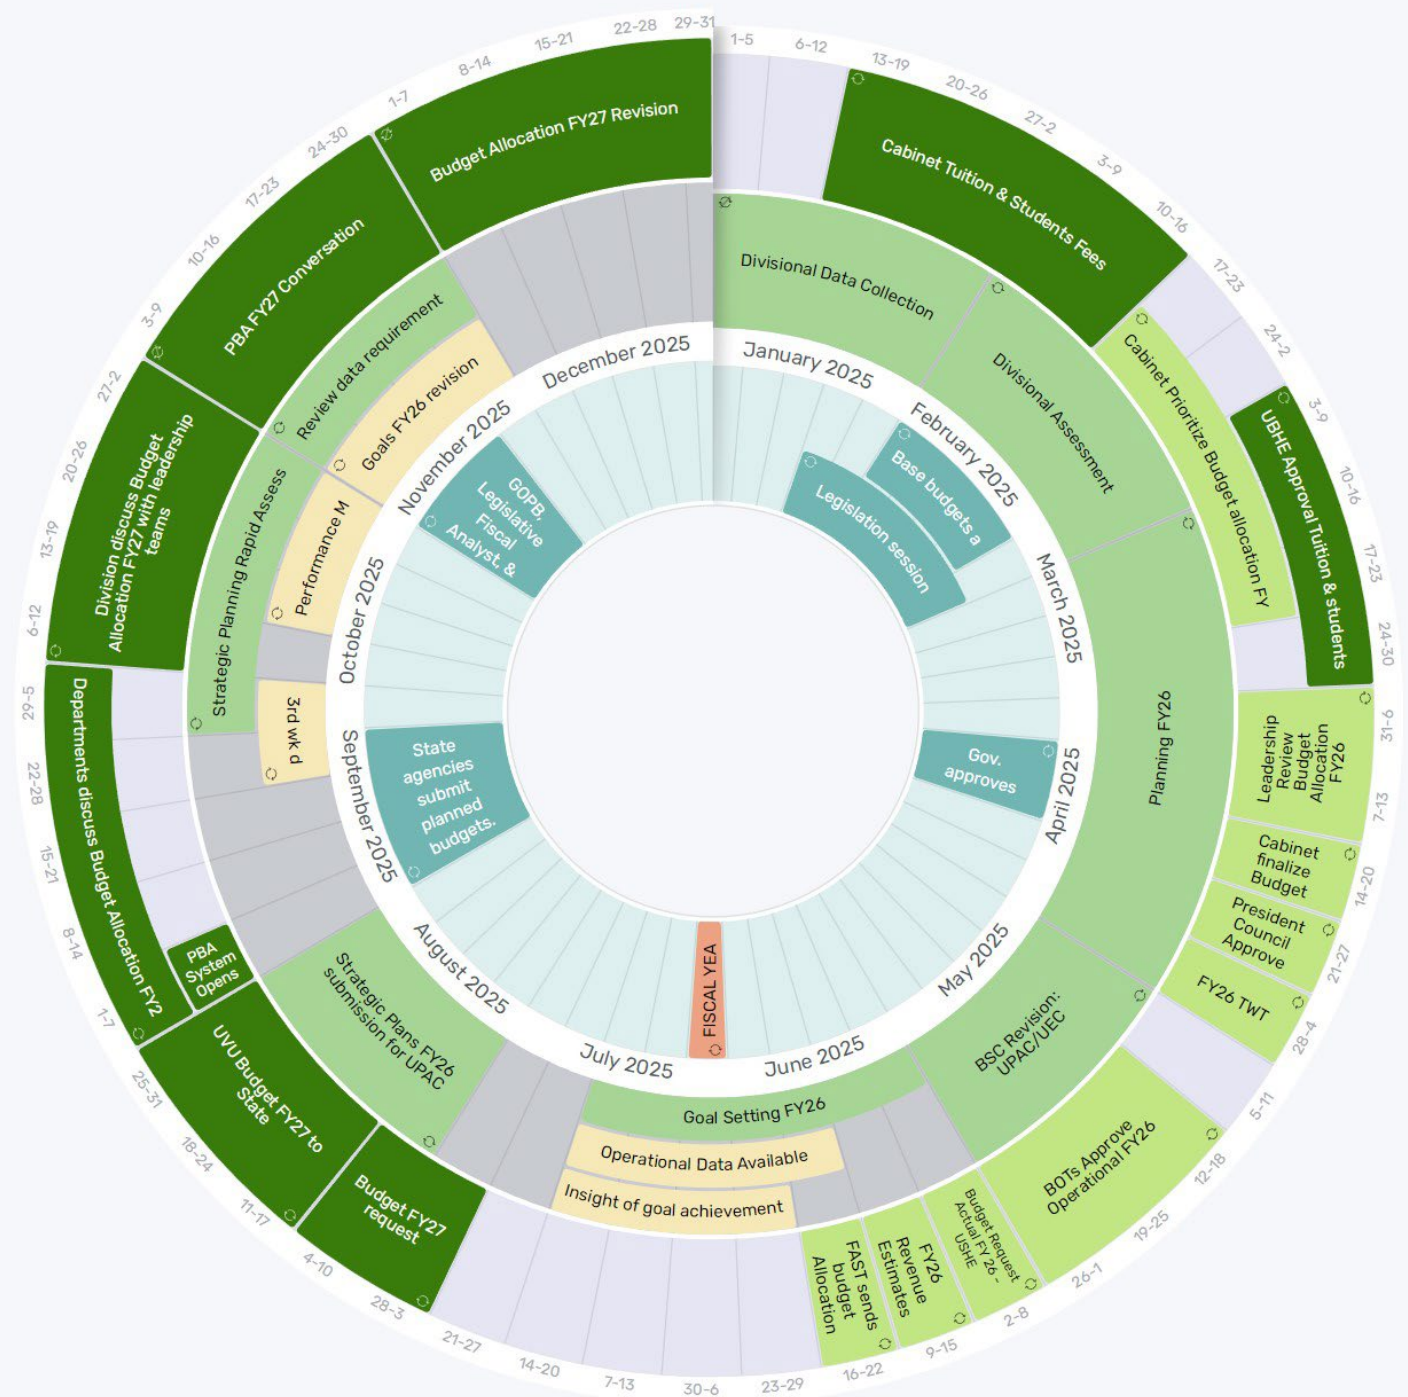 1-5
6-12
13-19
20-26
27-2
3-9
10-16
17-23
24-2
3-9
10-16
17-23
24-30
31-6
7-13
14-20
21-27
28-4
5-11
12-18
19-25
26-1
2-8
9-15
16-22
23-29
30-6
7-13
14-20
21-27
28-3
4-10
11-17
18-24
25-31
1-7
8-14
15-21
22-28
29-5
6-12
13-19
20-26
27-2
3-9
10-16
17-23
24-30
1-7
8-14
15-21
22-28
29-31
Cabinet Tuition & Students Fees
Cabinet Prioritize Budget allocation FY
UBHE Approval Tuition & students
Leadership
Review
Budget
Allocation
FY26
Cabinet
finalize
Budget
President
Council
Approve
FY26 TWT
BOTs Approve
Operational FY26
Budget Request
Actual FY 26 -
USHE
FY26
Revenue
Estimates
FAST sends
budget
Allocation
Budget FY27
request
UVU Budget FY27 to
State
PBA
System
Opens
Departments discuss Budget Allocation FY2
Division discuss Budget
Allocation FY27 with leadership
teams
PBA FY27 Conversation
Budget Allocation FY27 Revision
Divisional Data Collection
Divisional Assessment
Planning FY26
BSC Revision:
UPAC/UEC
Goal Setting FY26
Operational Data Available
Insight of goal achievement
Strategic Plans FY26
submission for UPAC
3rd wk d
Strategic Planning Rapid Assess
Performance M
Review data requirement
Goals FY26 revision
January 2025
February 2025
March 2025
April 2025
May 2025
June 2025
July 2025
August 2025
September 2025
October 2025
November 2025
December 2025
Base budgets a
Legislation session
Gov.
approves
FISCAL YEA
State
agencies
submit
planned
budgets.
GOPB,
Legislative
Fiscal
Analyst, &